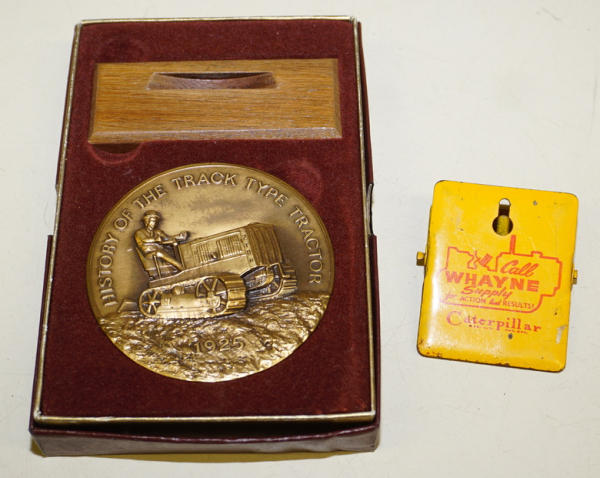 HISTORY OF THE TRACK TYPE TRACTOR
1925
Call
WHAYNE
Supply
for ACTION and RESULTS!
Caterpillar